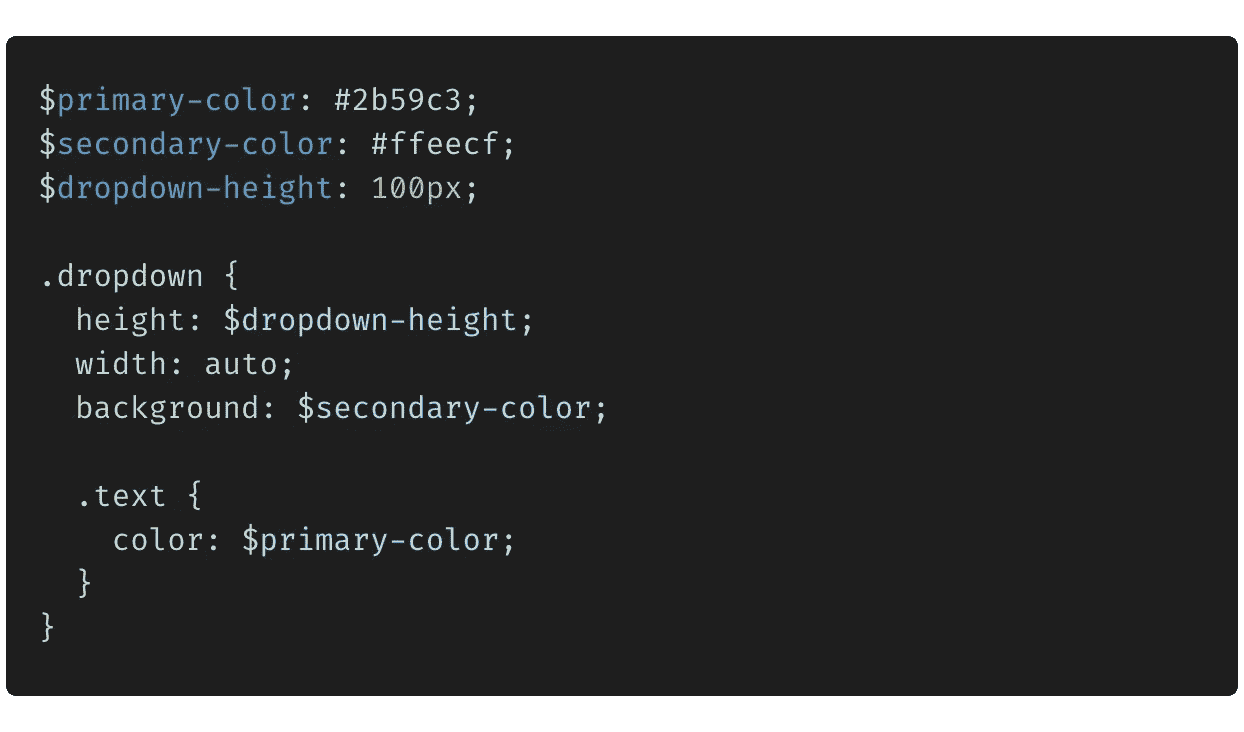 $primary-color: #2b59c3;
$secondary-color: #ffeecf;
$dropdown-height: 100px;

.dropdown {
  height: $dropdown-height;
  width: auto;
  background: $secondary-color;

  .text {
    color: $primary-color;
  }
}